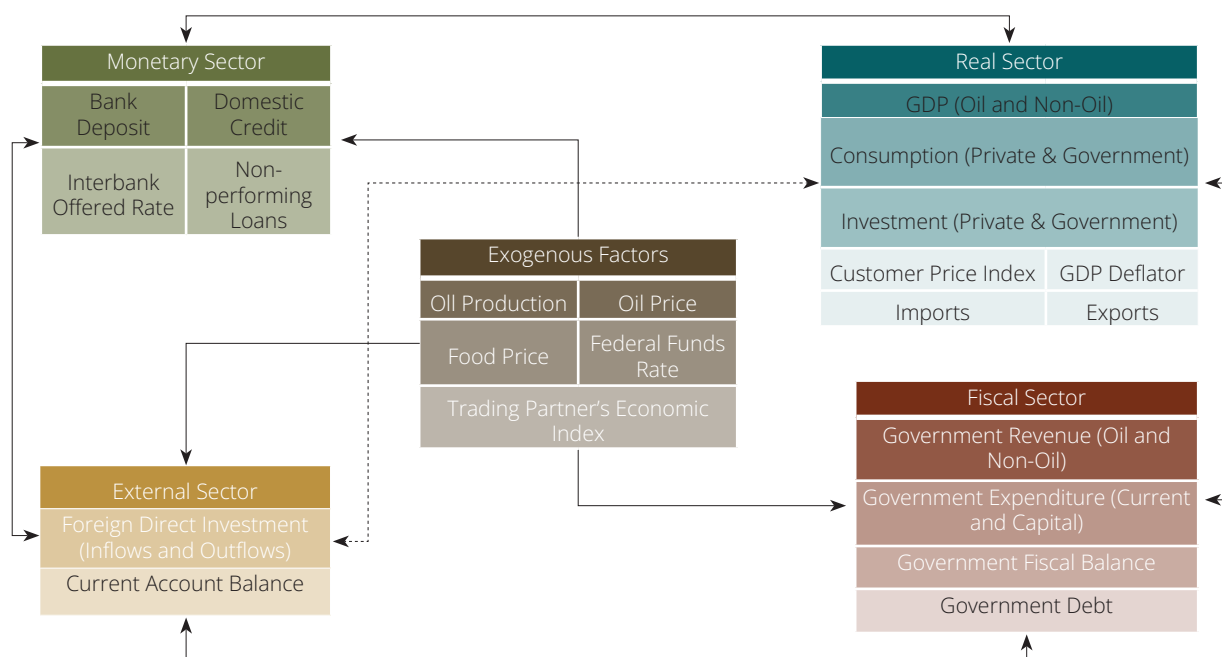 Monetary Sector
Bank
Deposit
Domestic
Credit
Interbank
Offered Rate
Non-
performing
Loans
Real Sector
GDP (Oil and Non-Oil)
Consumption (Private & Government)
Investment (Private & Government)
Customer Price Index
GDP Deflator
Imports
Exports
Exogenous Factors
Oll Production
Oil Price
Food Price
Federal Funds
Rate
Trading Partner's Economic
Index
External Sector
Foreign Direct Investment
(Inflows and Outflows)
Current Account Balance
Fiscal Sector
Government Revenue (Oil and
Non-Oil)
Government Expenditure (Current
and Capital)
Government Fiscal Balance
Government Debt